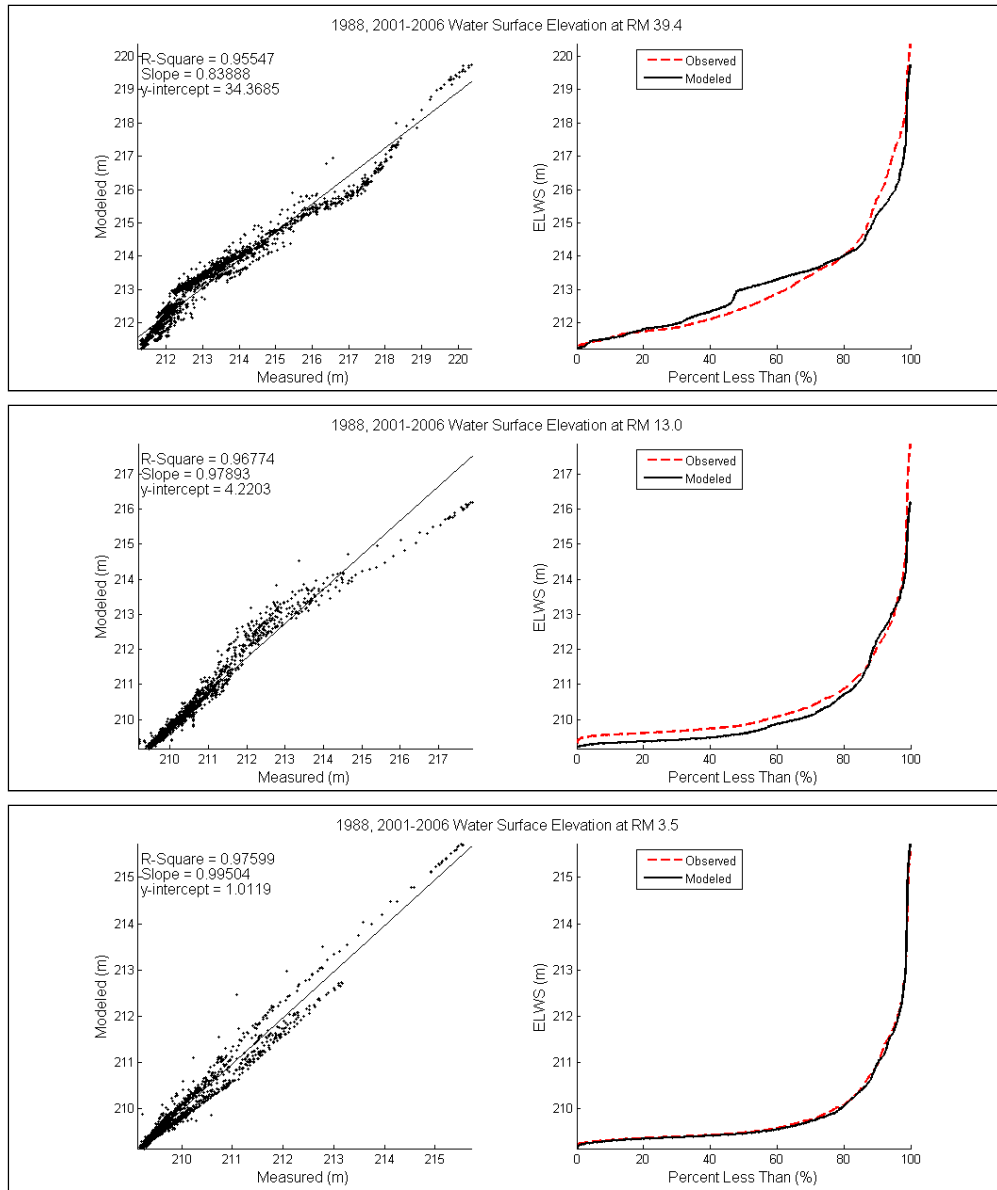 1988, 2001-2006 Water Surface Elevation at RM 39.4
R-Square = 0.95547
Slope = 0.83888
y-intercept = 34.3685
Modeled (m)
220
219
218
217
216
215
214
213
212
212 213 214 215 216 217 218 219 220
Measured (m)
Observed
Modeled
ELWS (m)
220
219
218
217
216
215
214
213
212
0 20 40 60 80 100
Percent Less Than (%)
1988, 2001-2006 Water Surface Elevation at RM 13.0
R-Square = 0.96774
Slope = 0.97893
y-intercept = 4.2203
Modeled (m)
217
216
215
214
213
212
211
210
210 211 212 213 214 215 216 217
Measured (m)
Observed
Modeled
ELWS (m)
217
216
215
214
213
212
211
210
0 20 40 60 80 100
Percent Less Than (%)
1988, 2001-2006 Water Surface Elevation at RM 3.5
R-Square = 0.97599
Slope = 0.99504
y-intercept = 1.0119
Modeled (m)
215
214
213
212
211
210
210 211 212 213 214 215
Measured (m)
Observed
Modeled
ELWS (m)
215
214
213
212
211
210
0 20 40 60 80 100
Percent Less Than (%)